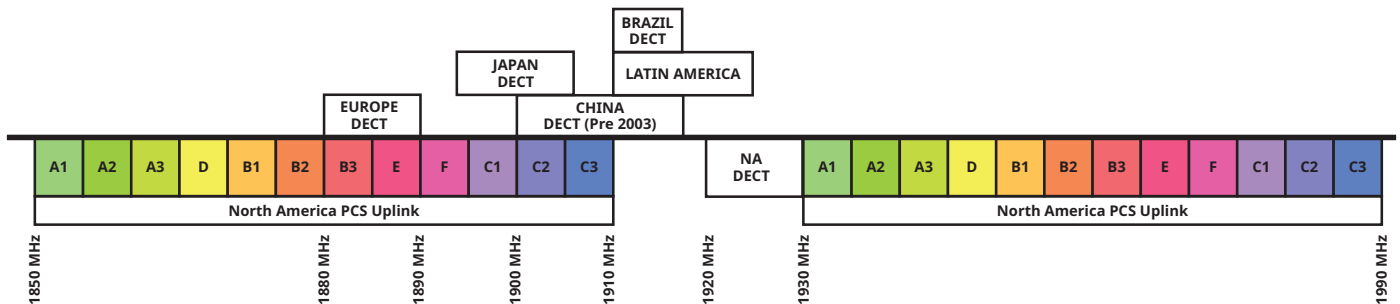 BRAZIL
DECT
JAPAN
DECT
LATIN AMERICA
EUROPE
DECT
CHINA
DECT (Pre 2003)
A1 A2 A3 D B1 B2 B3 E F C1 C2 C3
NA
DECT
A1 A2 A3 D B1 B2 B3 E F C1 C2 C3
North America PCS Uplink
North America PCS Uplink
1850 MHz
1880 MHz
1890 MHz
1900 MHz
1910 MHz
1920 MHz
1930 MHz
1990 MHz